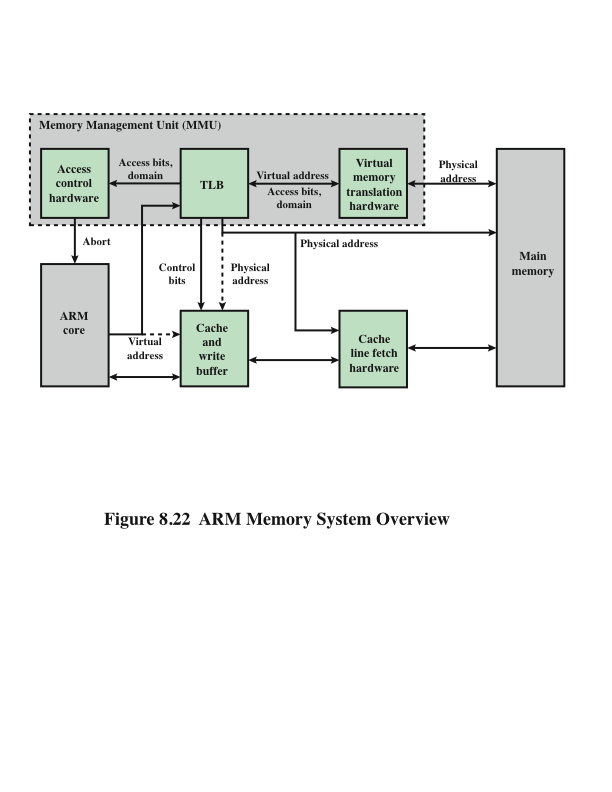 Memory Management Unit (MMU)
Access
control
hardware
Access bits,
domain
TLB
Virtual address
Access bits,
domain
Virtual
memory
translation
hardware
Physical
address
Main
memory
Abort
Control
bits
Physical
address
Physical address
ARM
core
Virtual
address
Cache
and
write
buffer
Cache
line fetch
hardware
Figure 8.22 ARM Memory System Overview